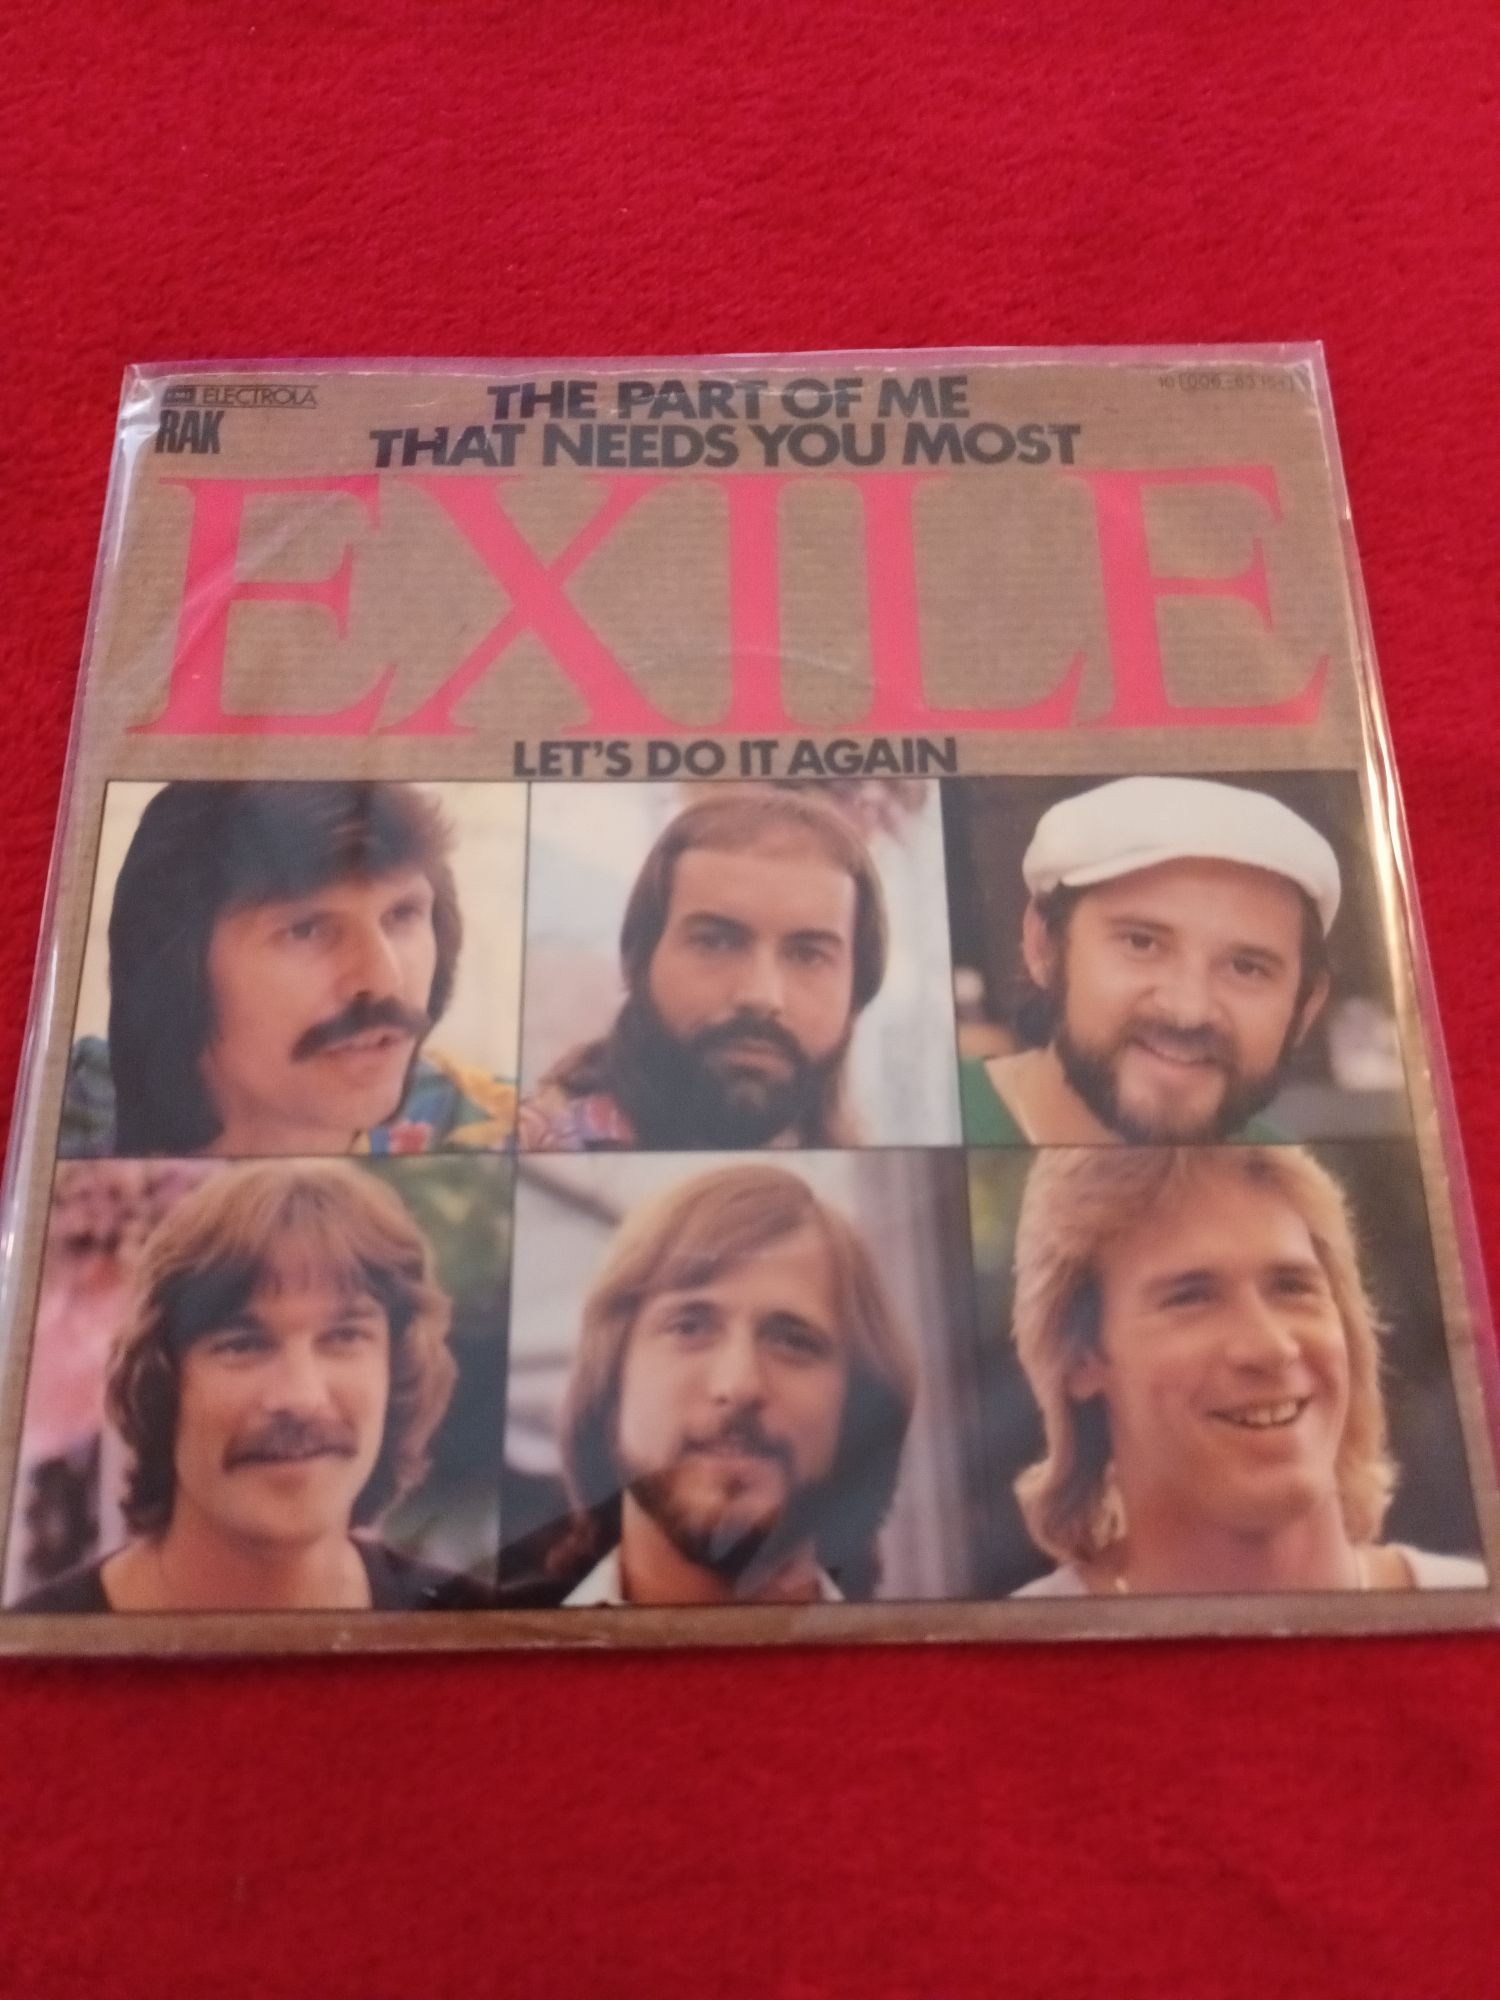 EMI ELECTROLA
RAK
THE PART OF ME
THAT NEEDS YOU MOST
EXILE
LET'S DO IT AGAIN